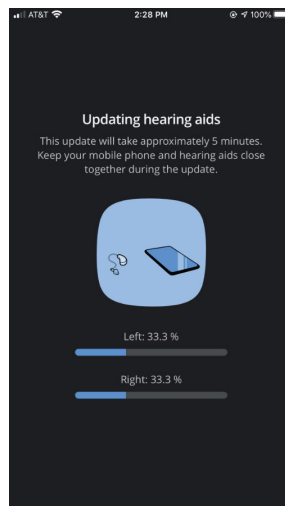 AT&T 2:28 PM 100%
Updating hearing aids
This update will take approximately 5 minutes.
Keep your mobile phone and hearing aids close
together during the update.
Left: 33.3 %
Right: 33.3 %